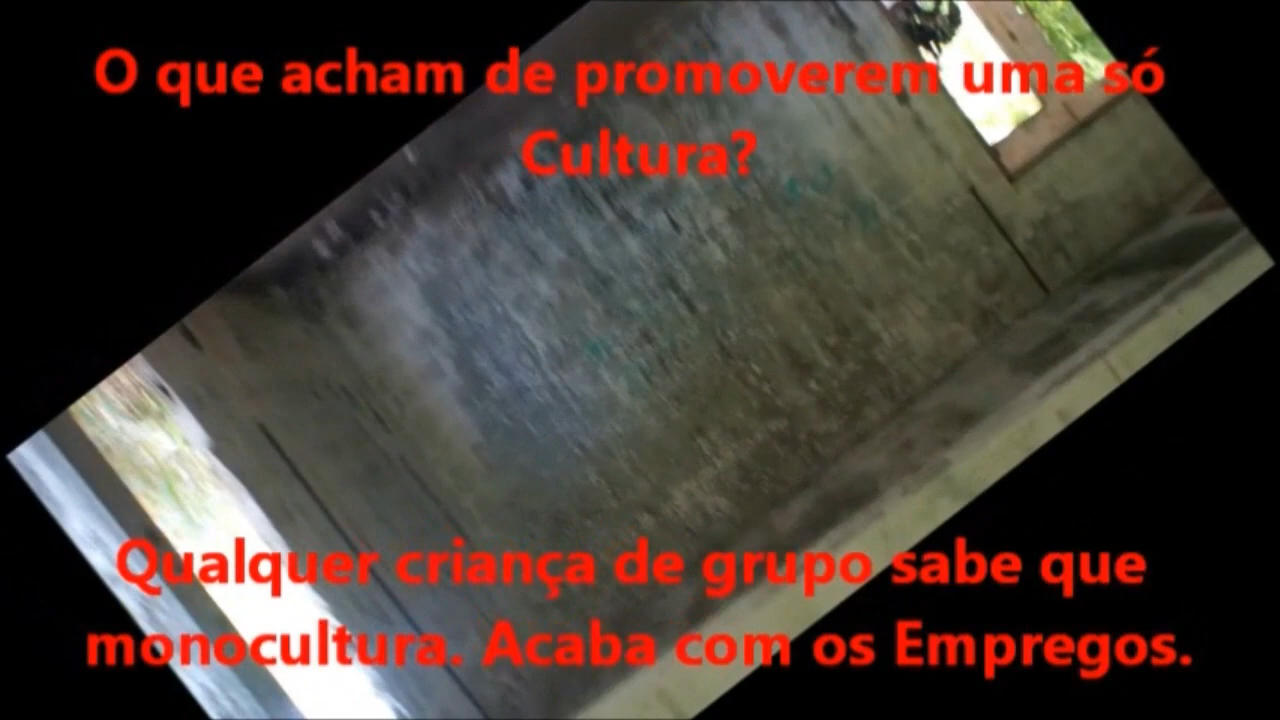 O que acham de promoverem uma só
Cultura?
Qualquer criança de grupo sabe que
monocultura. Acaba com os Empregos.